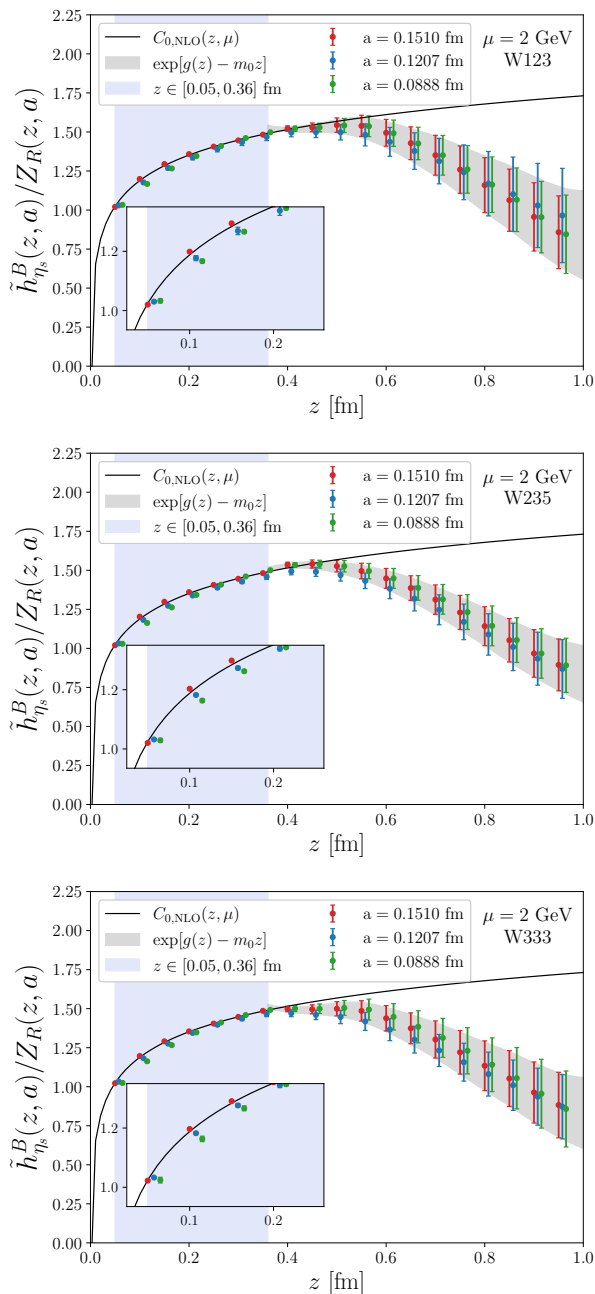 2.25
2.00
1.75
1.50
1.25
1.00
0.75
0.50
0.25
0.00
C_{0,NLO}(z, μ)
exp[g(z) − m_0z]
z ∈ [0.05, 0.36] fm
a = 0.1510 fm
a = 0.1207 fm
a = 0.0888 fm
μ = 2 GeV
W123
1.2
1.0
0.1 0.2
0.0 0.2 0.4 0.6 0.8 1.0
z [fm]
h̃^B_{η_s}(z, a)/Z_R(z, a)
2.25
2.00
1.75
1.50
1.25
1.00
0.75
0.50
0.25
0.00
C_{0,NLO}(z, μ)
exp[g(z) − m_0z]
z ∈ [0.05, 0.36] fm
a = 0.1510 fm
a = 0.1207 fm
a = 0.0888 fm
μ = 2 GeV
W235
1.2
1.0
0.1 0.2
0.0 0.2 0.4 0.6 0.8 1.0
z [fm]
h̃^B_{η_s}(z, a)/Z_R(z, a)
2.25
2.00
1.75
1.50
1.25
1.00
0.75
0.50
0.25
0.00
C_{0,NLO}(z, μ)
exp[g(z) − m_0z]
z ∈ [0.05, 0.36] fm
a = 0.1510 fm
a = 0.1207 fm
a = 0.0888 fm
μ = 2 GeV
W333
1.2
1.0
0.1 0.2
0.0 0.2 0.4 0.6 0.8 1.0
z [fm]
h̃^B_{η_s}(z, a)/Z_R(z, a)